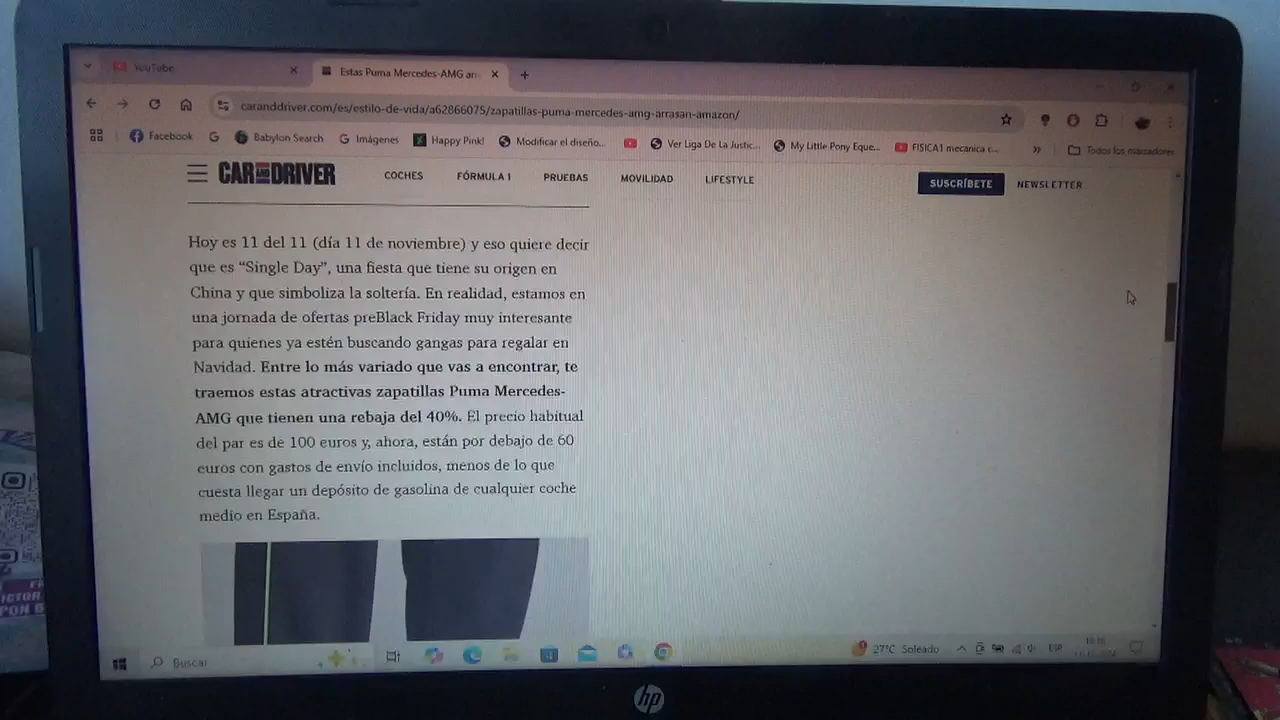 YouTube
Estas Puma Mercedes-AMG arr
caranddriver.com/es/estilo-de-vida/a62866075/zapatillas-puma-mercedes-amg-arrasan-amazon/
Facebook
Babylon Search
Imágenes
Happy Pink!
Modificar el diseño...
Ver Liga De La Justic...
My Little Pony Eque...
FISICA1 mecanica c...
Todos los marcadores
CAR AND DRIVER
COCHES
FÓRMULA 1
PRUEBAS
MOVILIDAD
LIFESTYLE
SUSCRÍBETE
NEWSLETTER
Hoy es 11 del 11 (día 11 de noviembre) y eso quiere decir
que es “Single Day”, una fiesta que tiene su origen en
China y que simboliza la soltería. En realidad, estamos en
una jornada de ofertas preBlack Friday muy interesante
para quienes ya estén buscando gangas para regalar en
Navidad. Entre lo más variado que vas a encontrar, te
traemos estas atractivas zapatillas Puma Mercedes-
AMG que tienen una rebaja del 40%. El precio habitual
del par es de 100 euros y, ahora, están por debajo de 60
euros con gastos de envío incluidos, menos de lo que
cuesta llegar un depósito de gasolina de cualquier coche
medio en España.
Buscar
27°C Soleado
ESP
hp